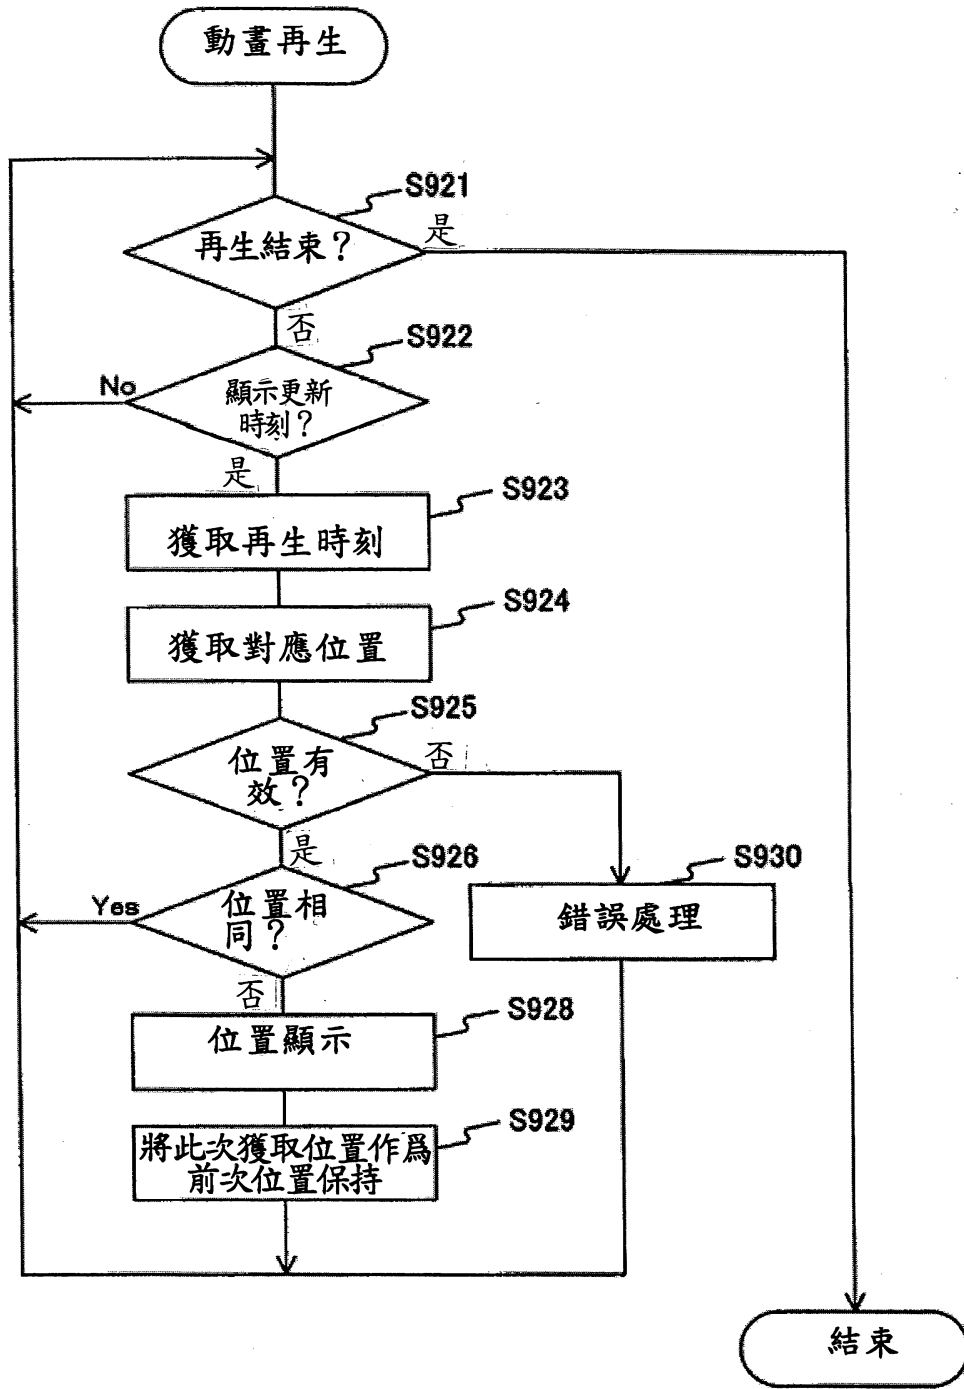 動畫再生
S921
再生結束？
是
否
S922
No
顯示更新
時刻？
是
S923
獲取再生時刻
S924
獲取對應位置
S925
位置有
效？
否
是
S926
Yes
位置相
同？
S930
錯誤處理
否
S928
位置顯示
S929
將此次獲取位置作爲
前次位置保持
結束